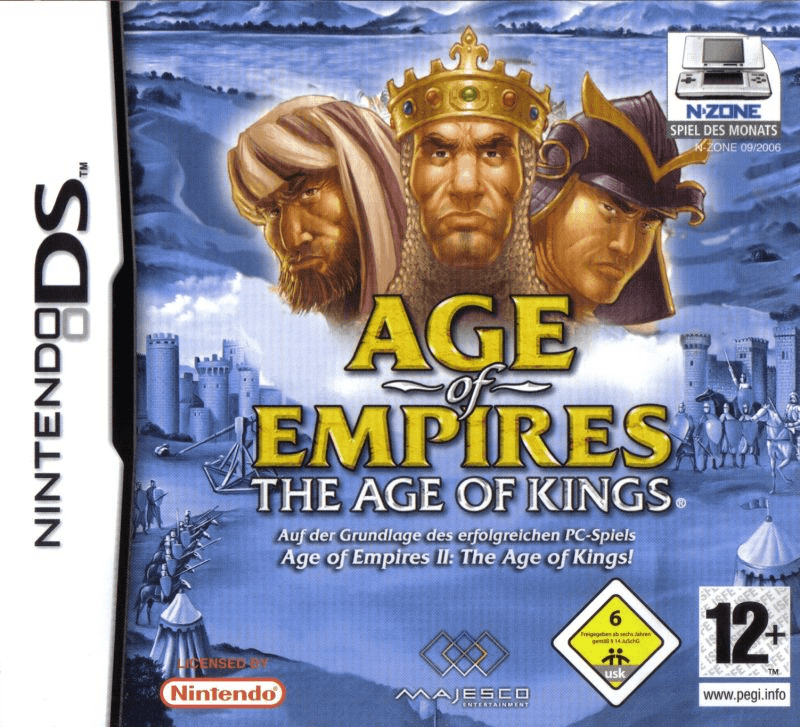 NINTENDO DS™
N-ZONE
SPIEL DES MONATS
N-ZONE 09/2006
AGE
of
EMPIRES
THE AGE OF KINGS®
Auf der Grundlage des erfolgreichen PC-Spiels
Age of Empires II: The Age of Kings!
LICENSED BY
Nintendo®
MAJESCO
ENTERTAINMENT
6
Freigegeben ab sechs Jahren
gemäß § 14 JuSchG
usk
12+
™
www.pegi.info